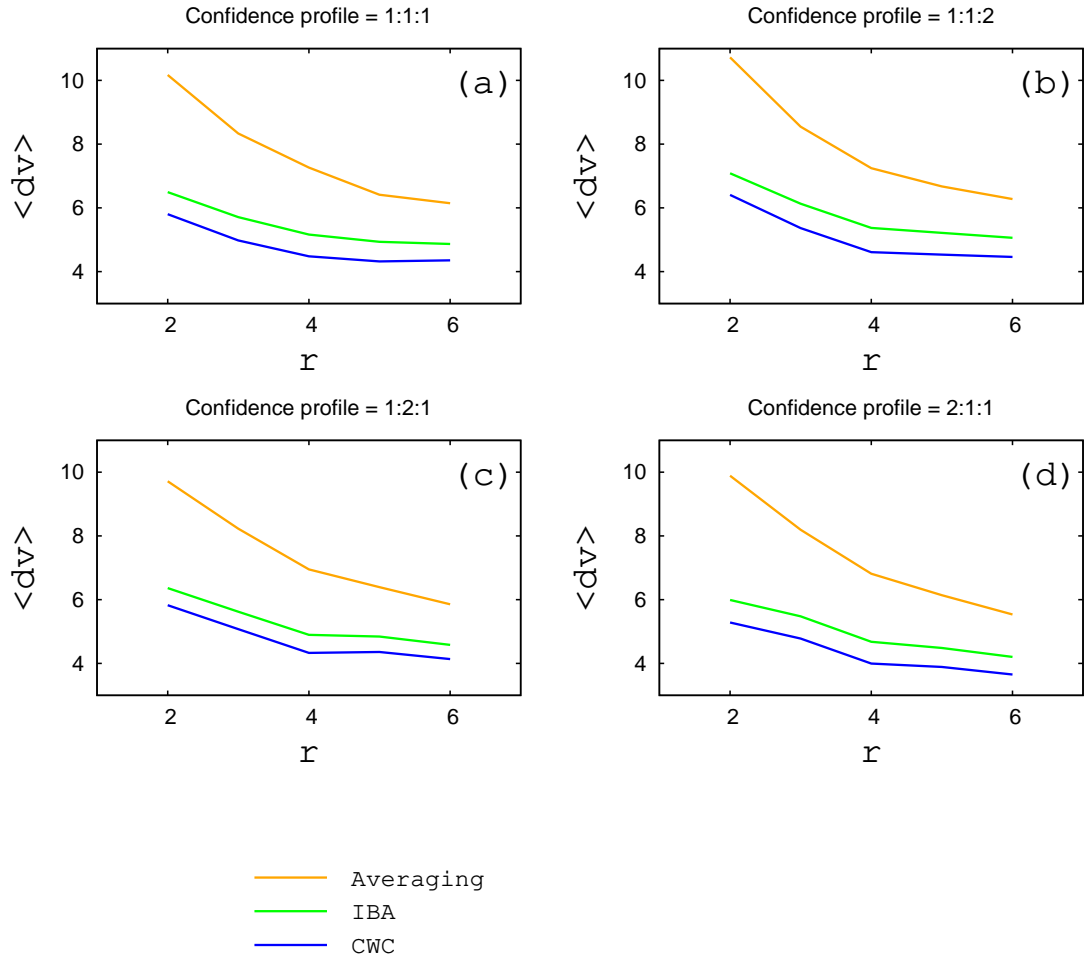 Confidence profile = 1:1:1
(a)
<dv>
10
8
6
4
2 4 6
r
Confidence profile = 1:1:2
(b)
<dv>
10
8
6
4
2 4 6
r
Confidence profile = 1:2:1
(c)
<dv>
10
8
6
4
2 4 6
r
Confidence profile = 2:1:1
(d)
<dv>
10
8
6
4
2 4 6
r
Averaging
IBA
CWC